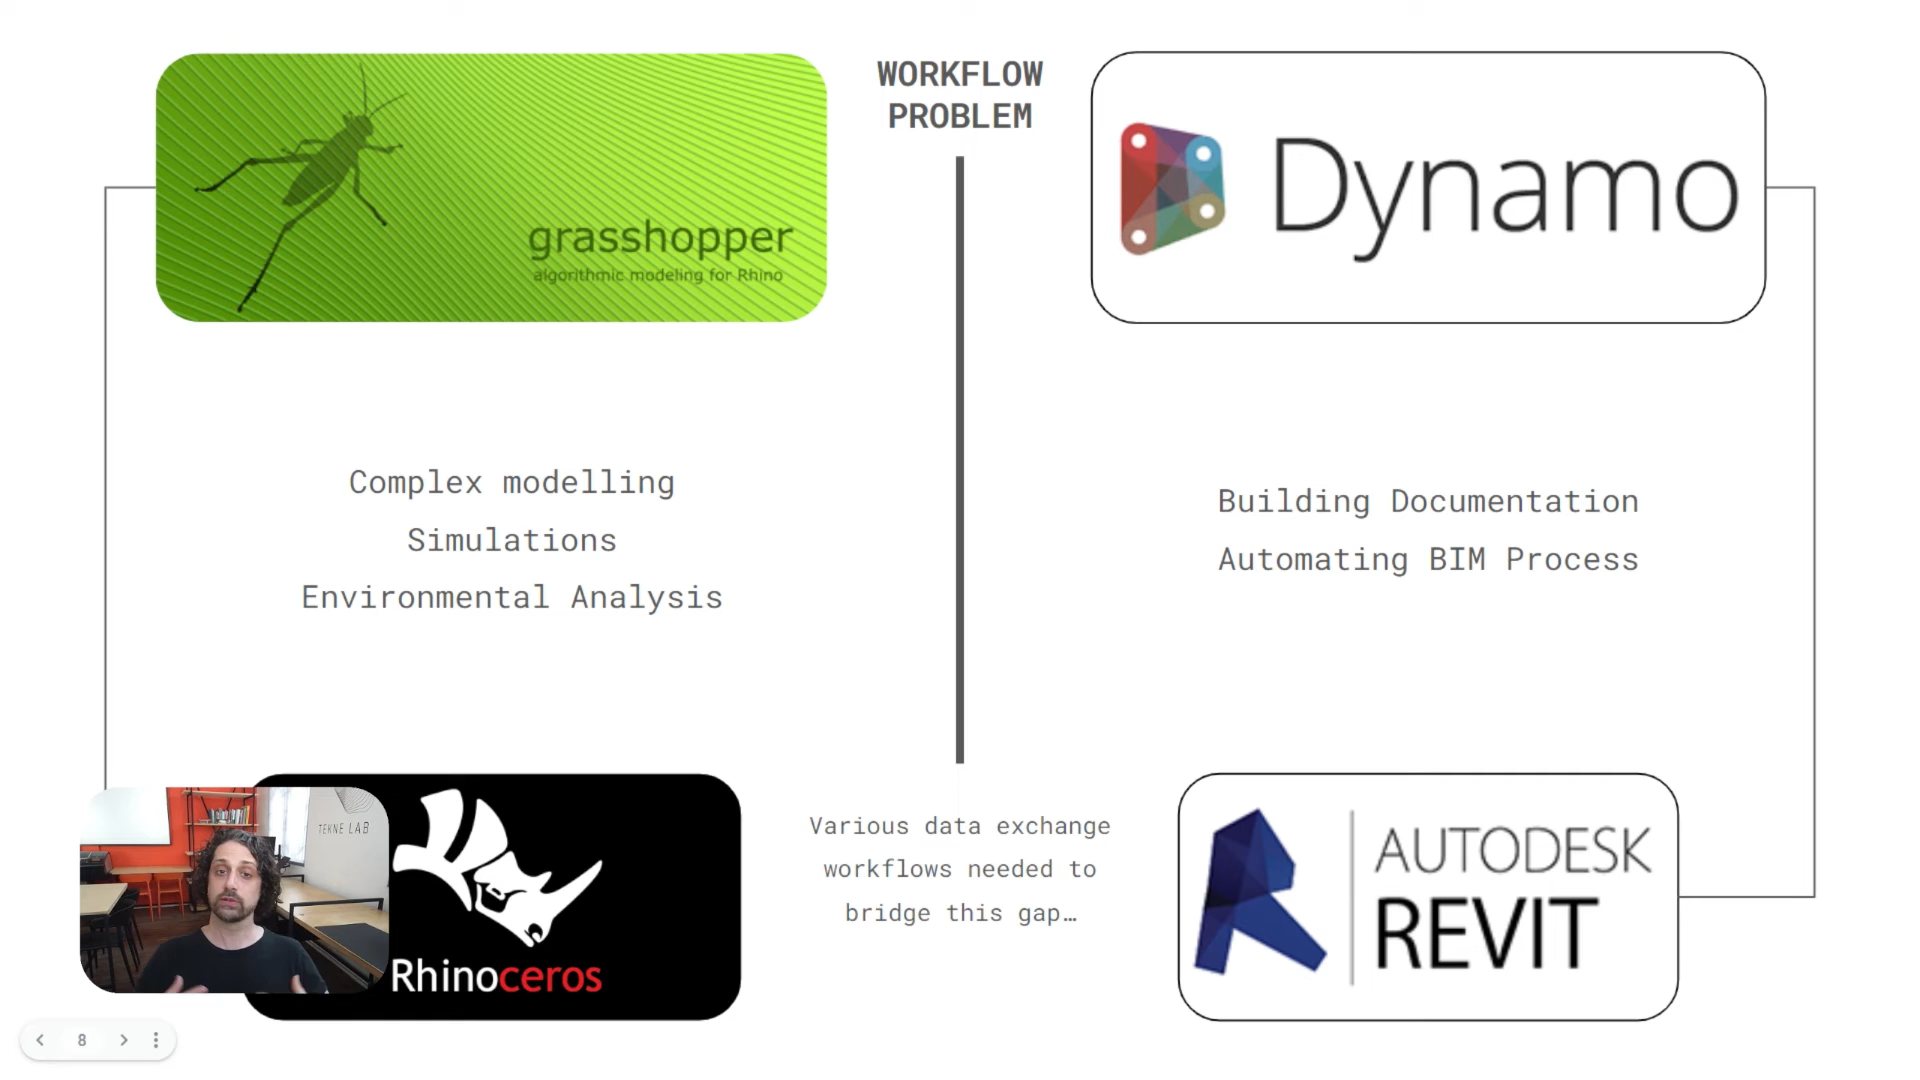 WORKFLOW
PROBLEM
grasshopper
algorithmic modeling for Rhino
Dynamo
Complex modelling
Simulations
Environmental Analysis
Building Documentation
Automating BIM Process
TEKNE LAB
Rhinoceros
Various data exchange
workflows needed to
bridge this gap…
AUTODESK
REVIT
8